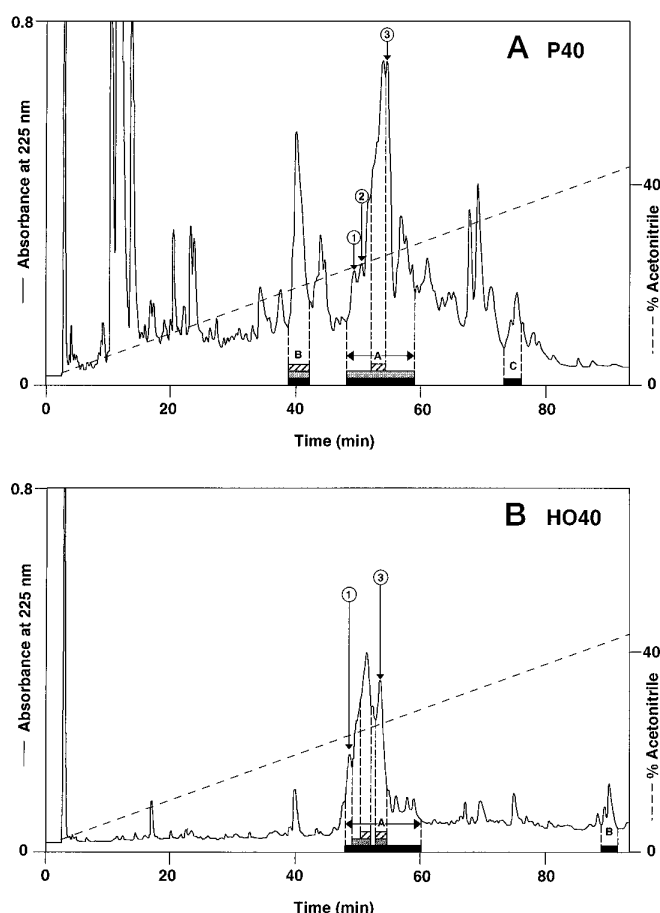 0.8
A P40
Absorbance at 225 nm
% Acetonitrile
40
3
2
1
B
A
C
0
0
0 20 40 60 80
Time (min)
0.8
B HO40
Absorbance at 225 nm
% Acetonitrile
40
1
3
A
B
0
0
0 20 40 60 80
Time (min)